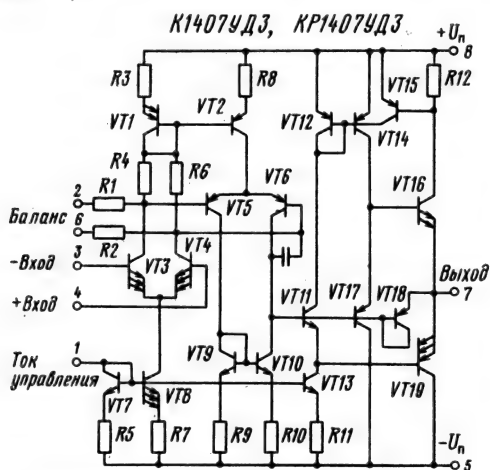 К1407УД3, КР1407УД3
+Uп
8
R3
R8
VT15
R12
VT1
VT2
VT12
VT14
R4
R6
VT6
VT16
2
R1
VT5
Баланс
6
R2
VT4
3
-Вход
VT3
VT11
VT17
VT18
Выход
7
+Вход
4
1
Ток
управления
VT9
VT10
VT13
VT19
VT7
VT8
R5
R7
R9
R10
R11
-Uп
5